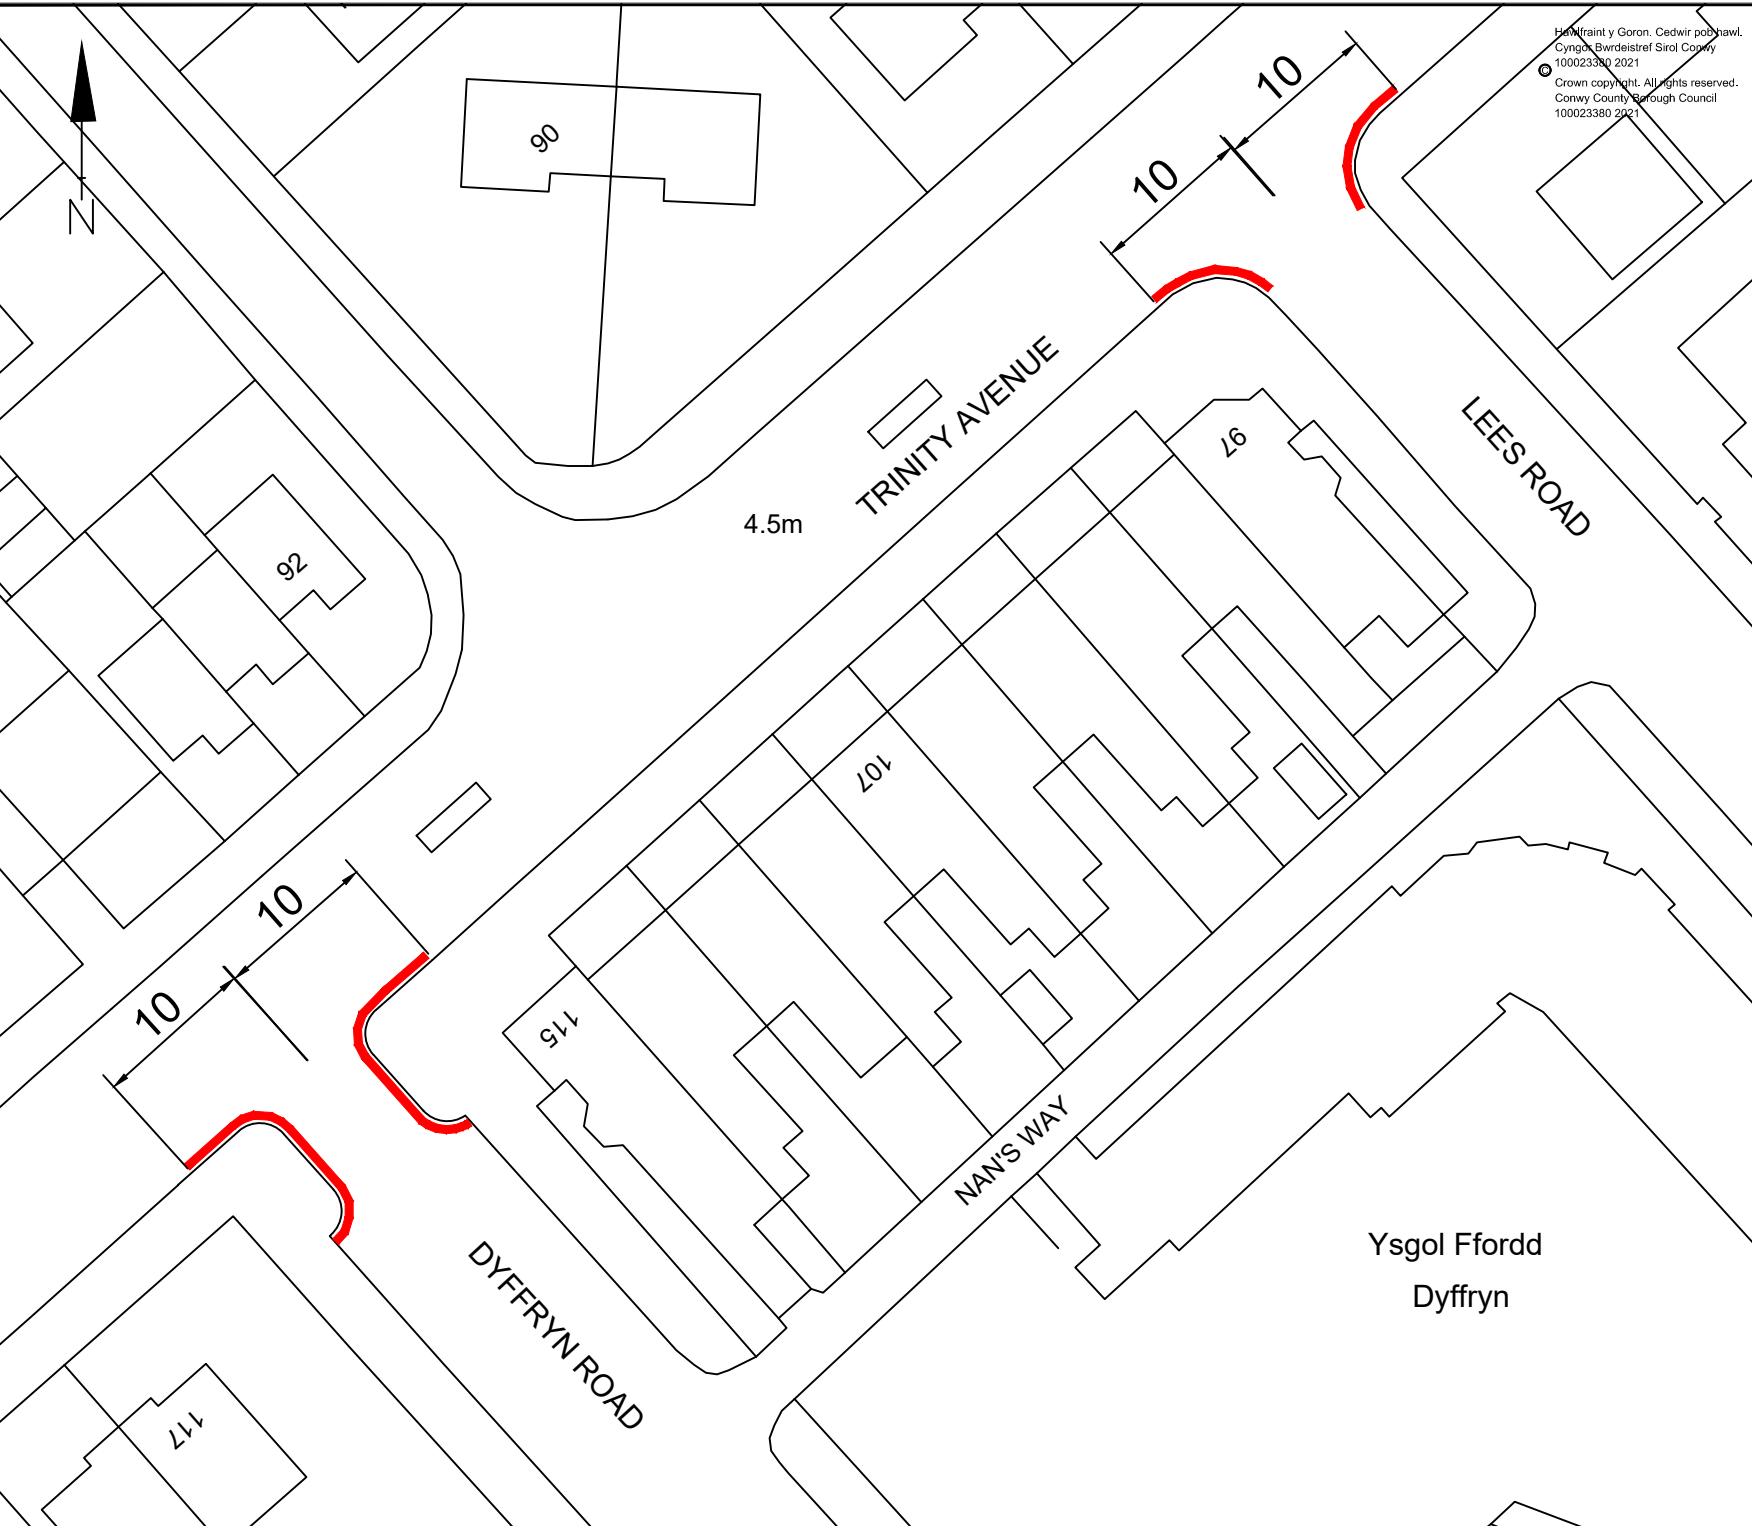 Hawlfraint y Goron. Cedwir pob hawl.
Cyngor Bwrdeistref Sirol Conwy
100023380 2021
©
Crown copyright. All rights reserved.
Conwy County Borough Council
100023380 2021
N
90
10
10
TRINITY AVENUE
97
LEES ROAD
4.5m
92
107
10
10
115
NAN'S WAY
Ysgol Ffordd
Dyffryn
DYFFRYN ROAD
117